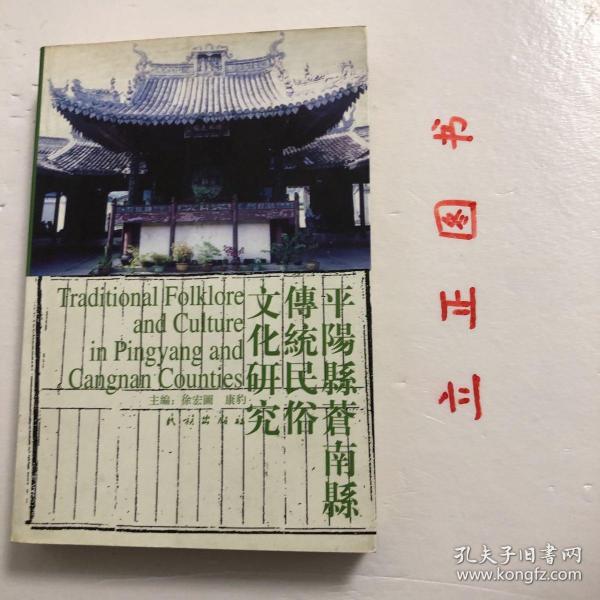 平陽縣蒼南縣
傳統民俗
文化研究
Traditional Folklore
and Culture
in Pingyang and
Cangnan Counties
主編：徐宏圖 康豹
民族出版社
书图正立
孔夫子旧书网
www.kongfz.com